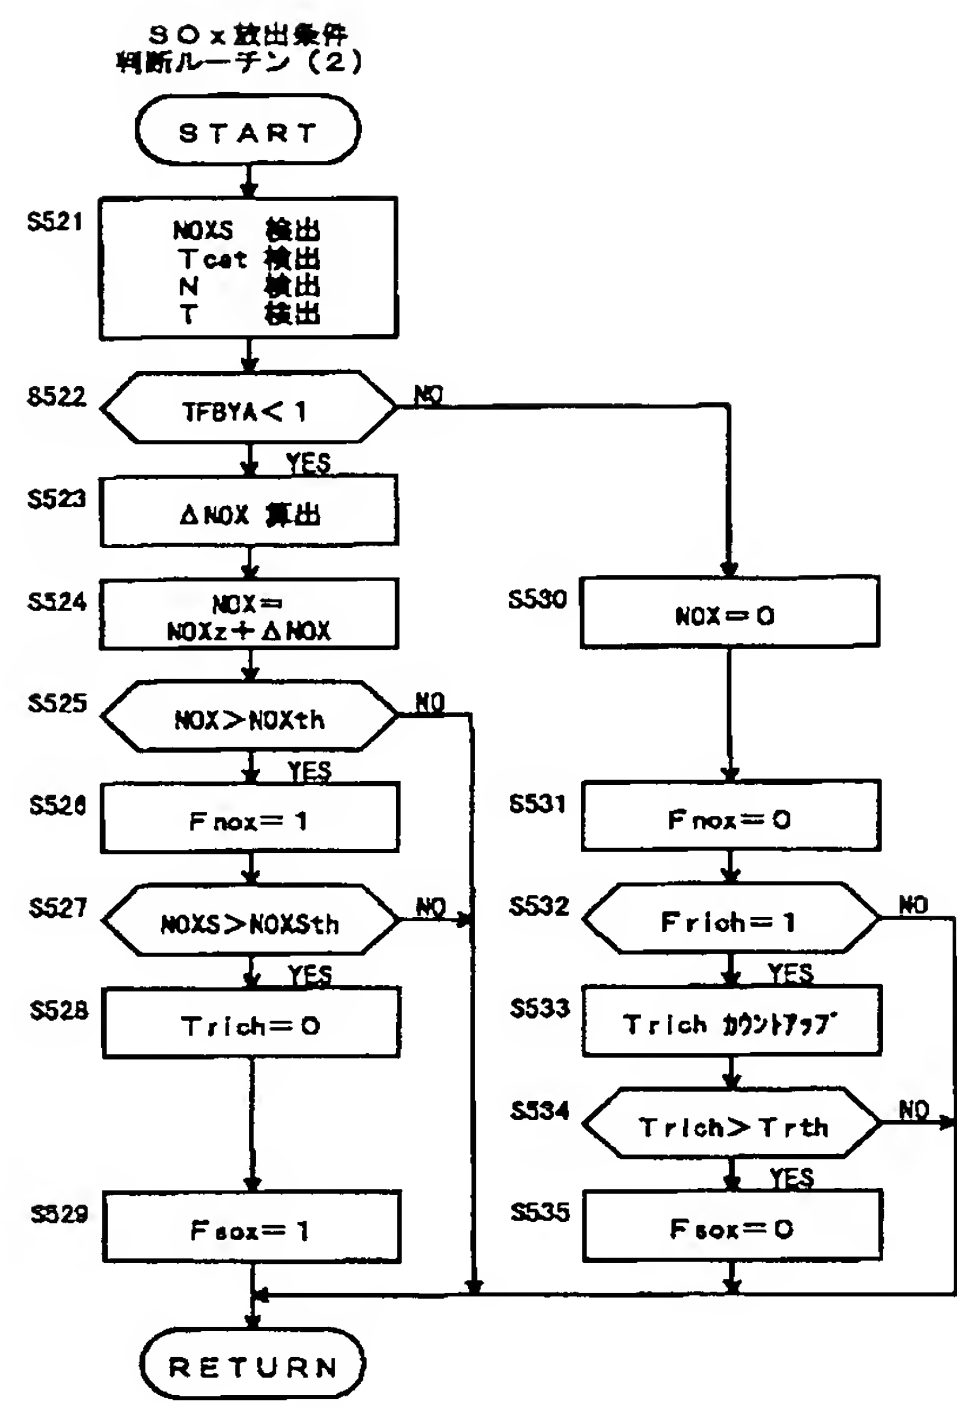 SOx放出条件
判断ルーチン(2)
START
S521
NOXS 検出
Tcat 検出
N 検出
T 検出
S522
TFBYA<1
NO
YES
S523
ΔNOX 算出
S524
NOX=
NOXz+ΔNOX
S530
NOX=0
S525
NOX>NOXth
NO
YES
S526
Fnox=1
S531
Fnox=0
S527
NOXS>NOXSth
NO
YES
S532
Frich=1
NO
YES
S528
Trich=0
S533
Trich カウントアップ
S534
Trich>Trth
NO
YES
S529
Fsox=1
S535
Fsox=0
RETURN